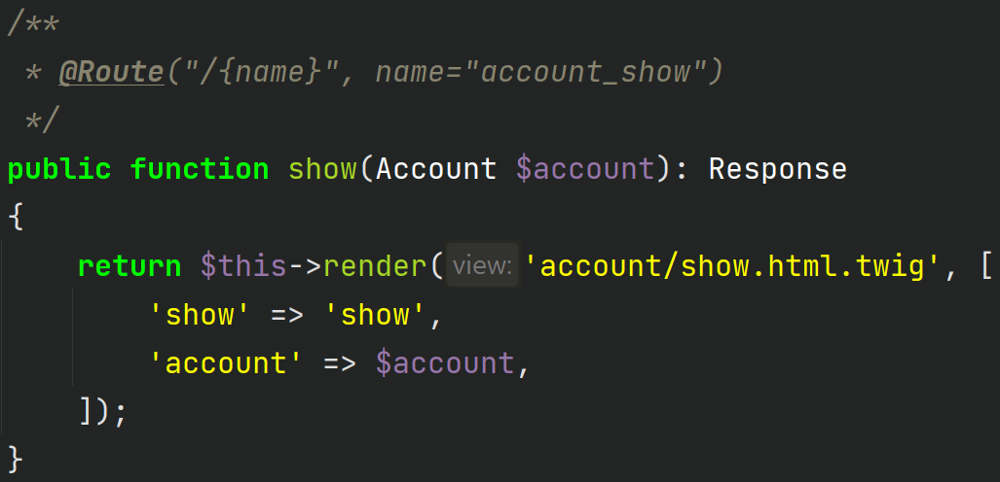 /**
 * @Route("/{name}", name="account_show")
 */
public function show(Account $account): Response
{
    return $this->render( view: 'account/show.html.twig', [
        'show' => 'show',
        'account' => $account,
    ]);
}